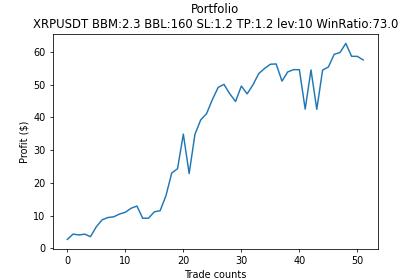 Portfolio
XRPUSDT BBM:2.3 BBL:160 SL:1.2 TP:1.2 lev:10 WinRatio:73.0
60
50
40
30
20
10
0
Profit ($)
0 10 20 30 40 50
Trade counts